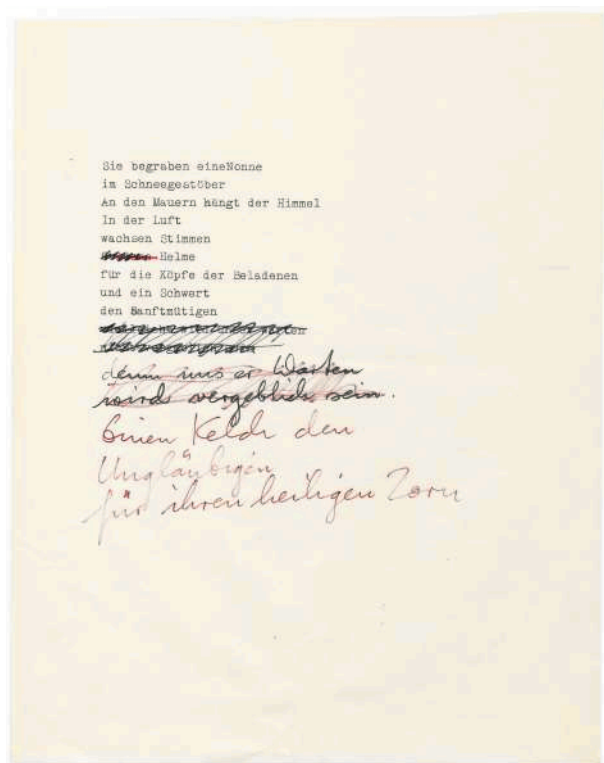 Sie begraben eineNonne
im Schneegestöber
An den Mauern hängt der Himmel
In der Luft
wachsen Stimmen
Helme
für die Köpfe der Beladenen
und ein Schwert
den Sanftmütigen
denn unser Warten
wird vergeblich sein.
Einen Kelch den
Ungläubigen
für ihren heiligen Zorn